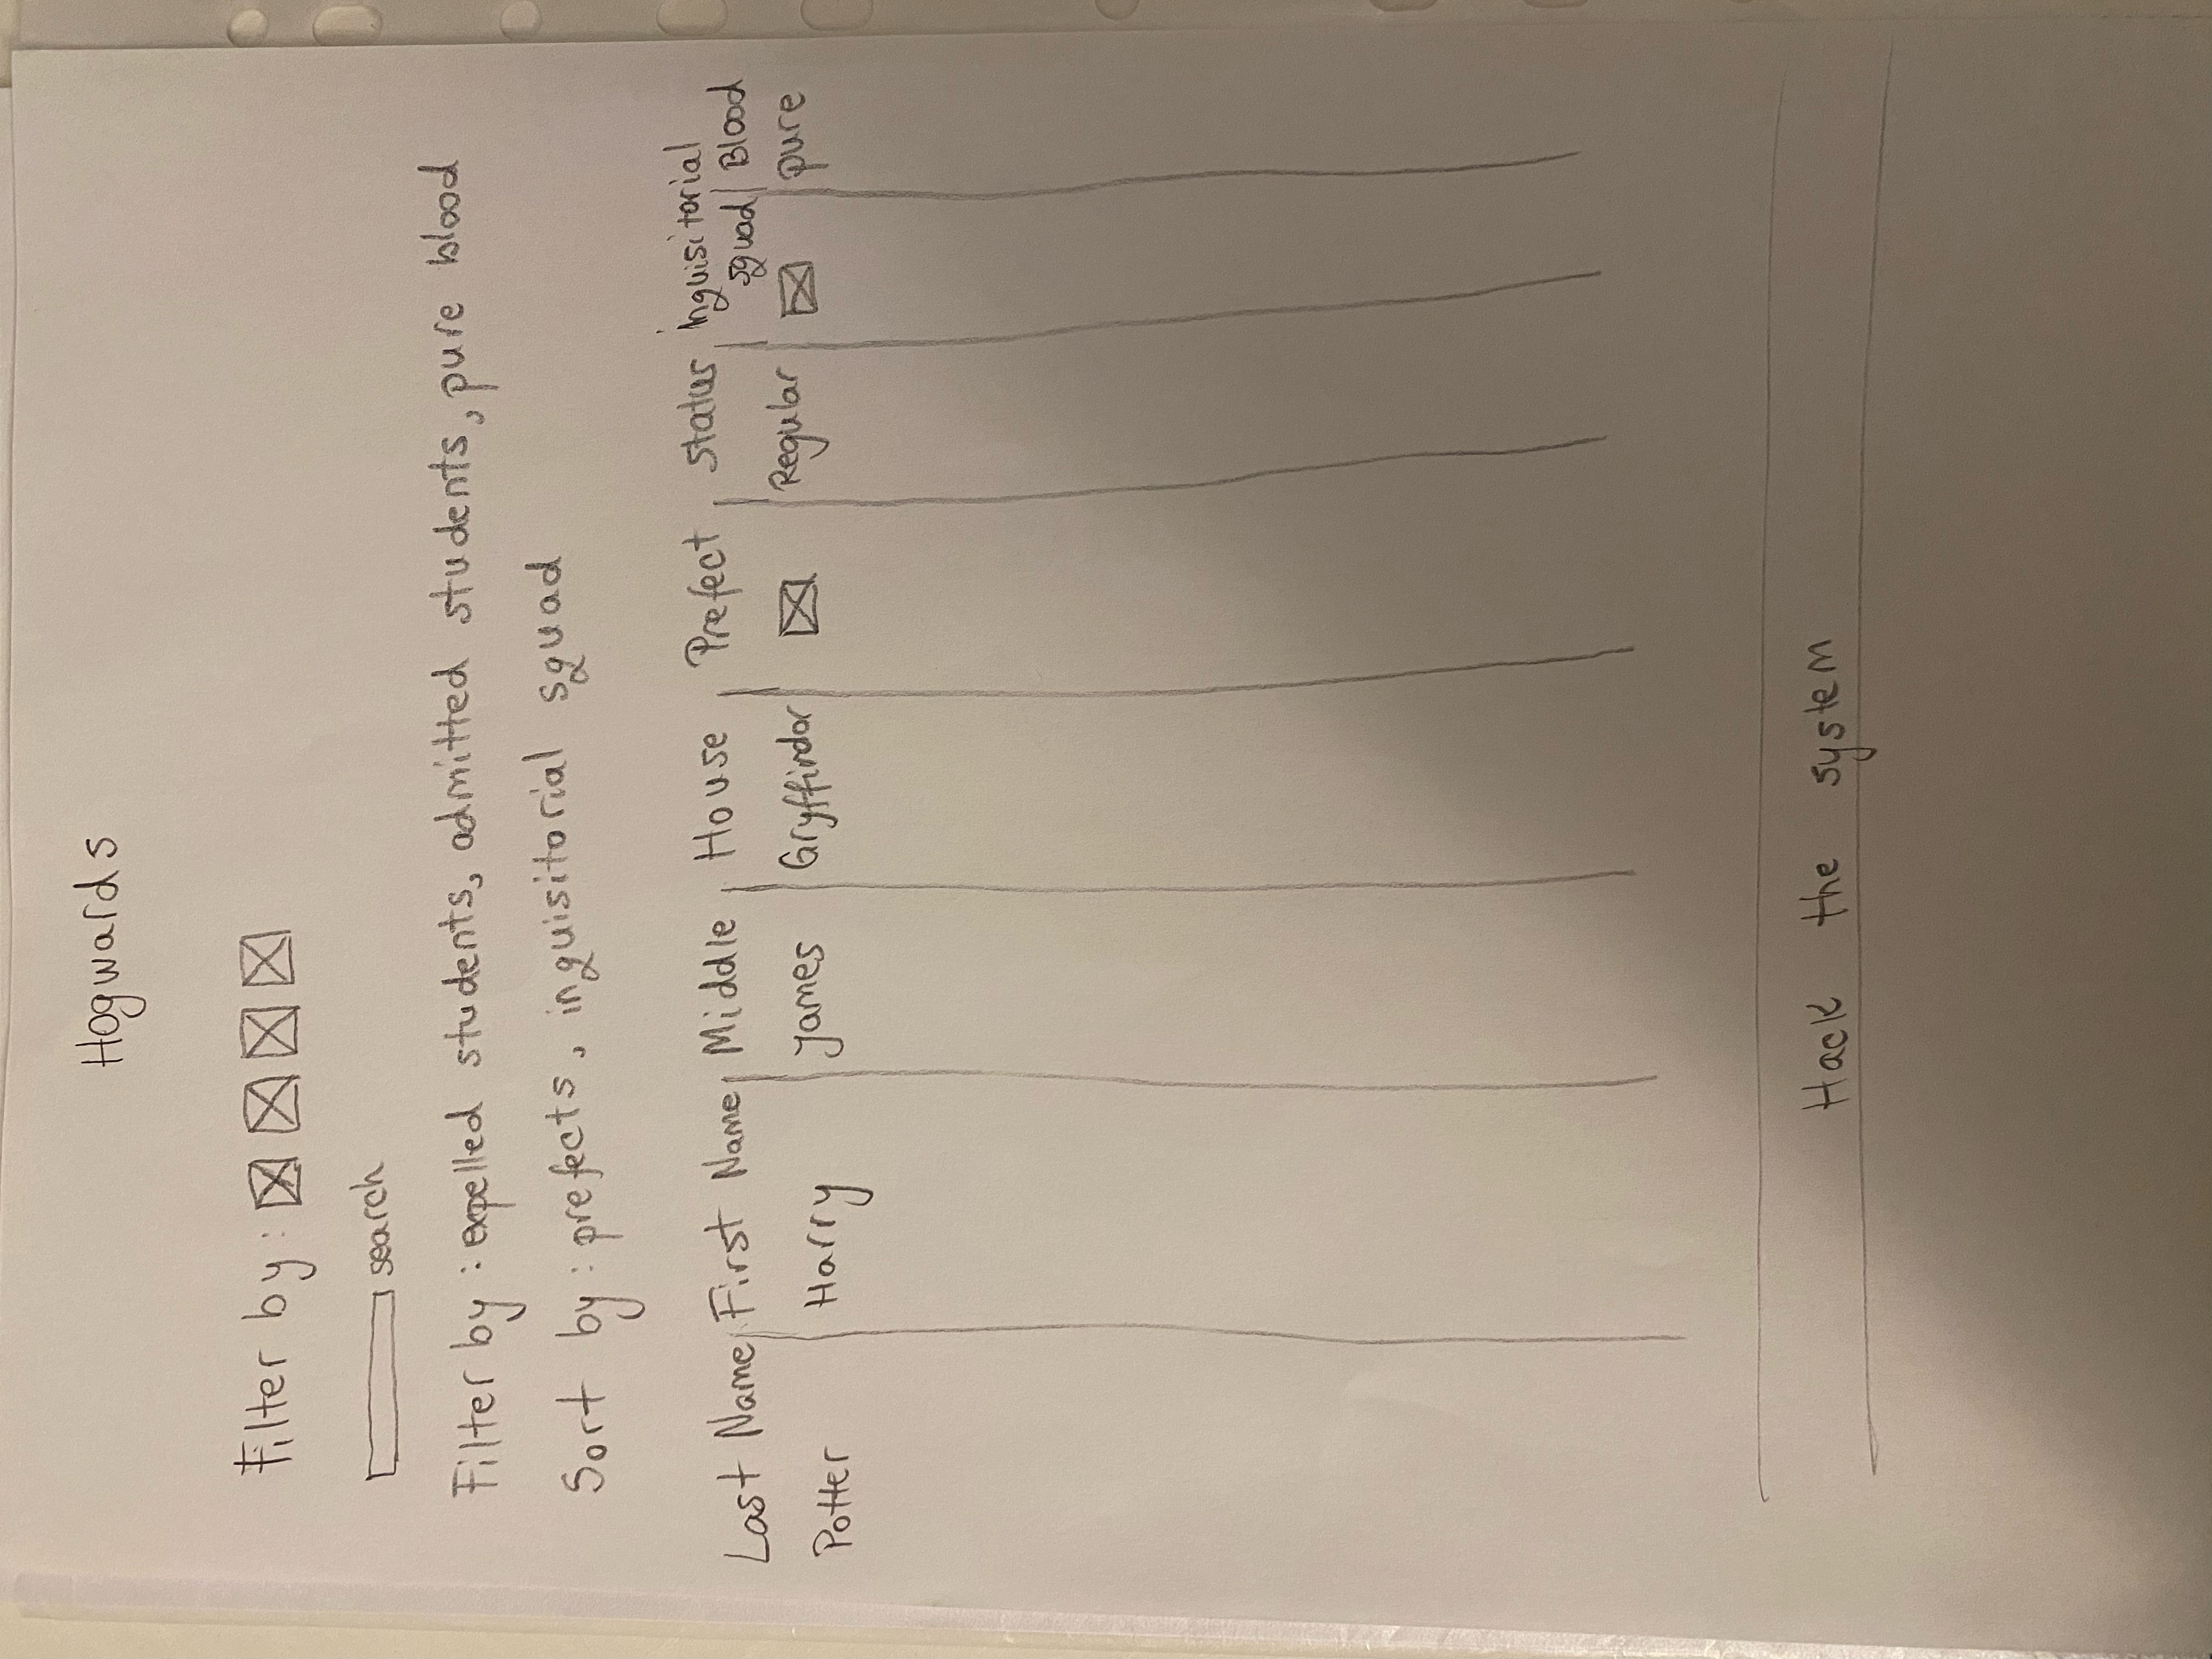 Hogwards
Filter by:
search
Filter by: expelled students, admitted students, pure blood
Sort by: prefects, inquisitorial squad
Last Name First Name Middle House Prefect Status Inquisitorial squad Blood
Potter Harry James Gryffindor Regular pure
Hack the system